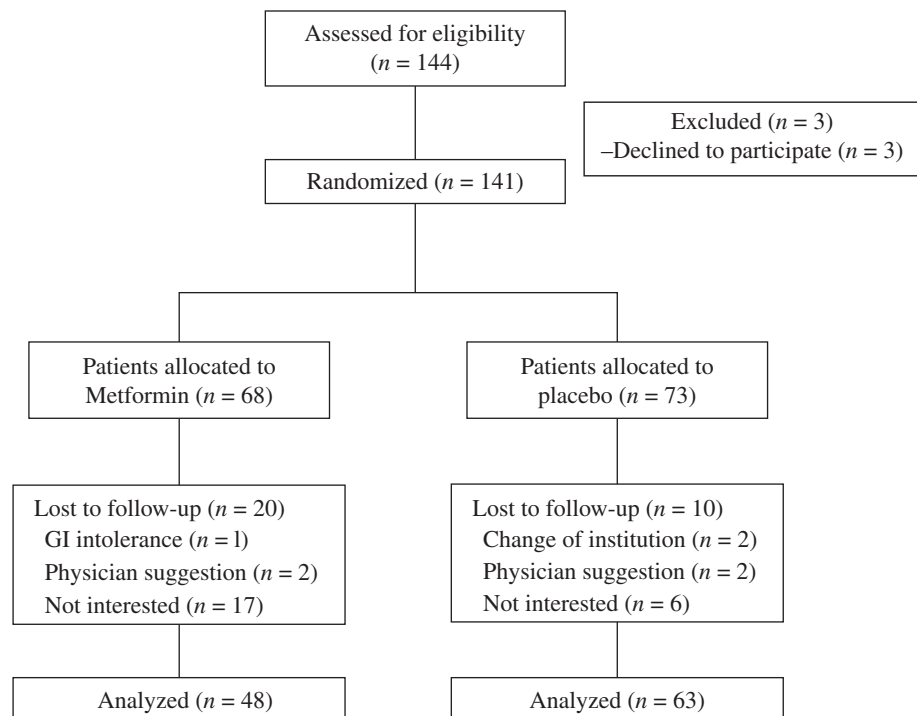 Assessed for eligibility
(n = 144)
Excluded (n = 3)
–Declined to participate (n = 3)
Randomized (n = 141)
Patients allocated to
Metformin (n = 68)
Patients allocated to
placebo (n = 73)
Lost to follow-up (n = 20)
GI intolerance (n = l)
Physician suggestion (n = 2)
Not interested (n = 17)
Lost to follow-up (n = 10)
Change of institution (n = 2)
Physician suggestion (n = 2)
Not interested (n = 6)
Analyzed (n = 48)
Analyzed (n = 63)